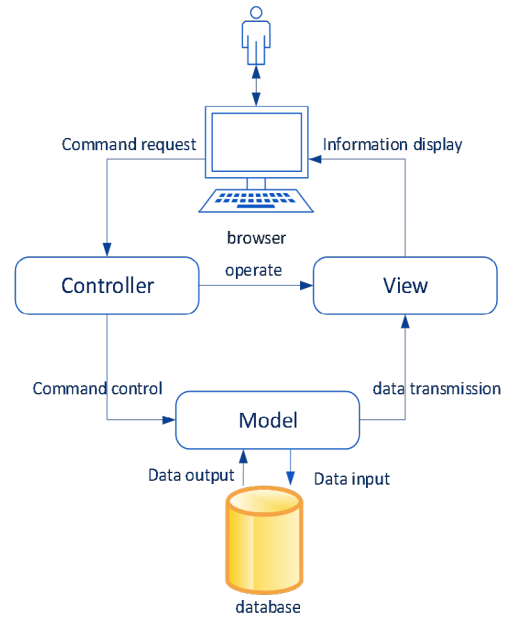 Command request
Information display
browser
operate
Controller
View
Command control
data transmission
Model
Data output
Data input
database